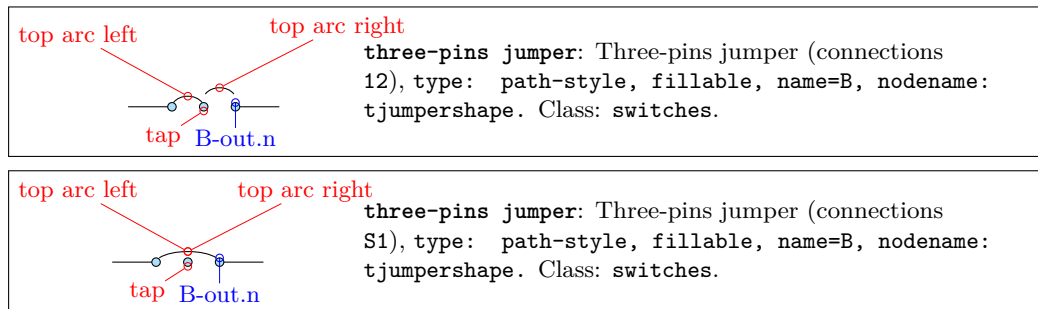 top arc left
top arc right
tap
B-out.n
three-pins jumper: Three-pins jumper (connections
12), type: path-style, fillable, name=B, nodename:
tjumpershape. Class: switches.
top arc left
top arc right
tap
B-out.n
three-pins jumper: Three-pins jumper (connections
S1), type: path-style, fillable, name=B, nodename:
tjumpershape. Class: switches.